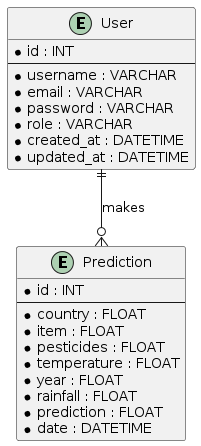 E User
id : INT
username : VARCHAR
email : VARCHAR
password : VARCHAR
role : VARCHAR
created_at : DATETIME
updated_at : DATETIME
makes
E Prediction
id : INT
country : FLOAT
item : FLOAT
pesticides : FLOAT
temperature : FLOAT
year : FLOAT
rainfall : FLOAT
prediction : FLOAT
date : DATETIME